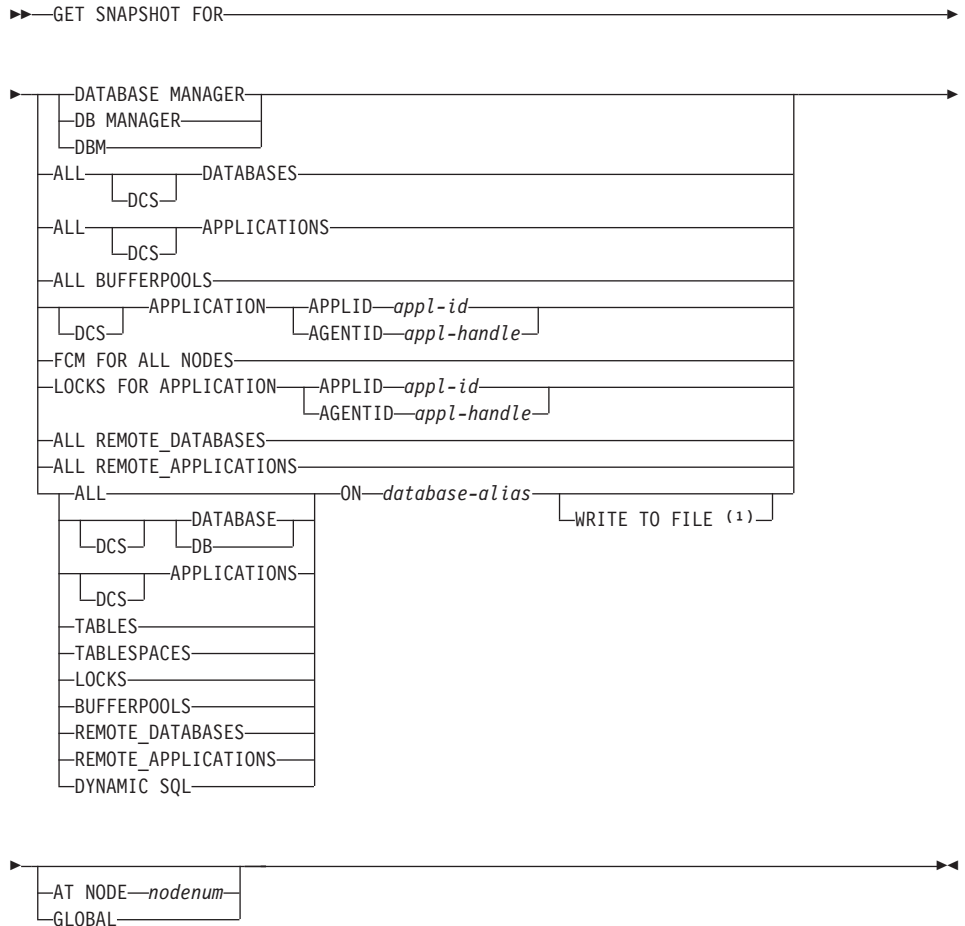 GET SNAPSHOT FOR
DATABASE MANAGER
DB MANAGER
DBM
ALL DATABASES
DCS
ALL APPLICATIONS
DCS
ALL BUFFERPOOLS
APPLICATION APPLID appl-id
DCS AGENTID appl-handle
FCM FOR ALL NODES
LOCKS FOR APPLICATION APPLID appl-id
AGENTID appl-handle
ALL REMOTE_DATABASES
ALL REMOTE_APPLICATIONS
ALL ON database-alias
DATABASE WRITE TO FILE (1)
DCS DB
APPLICATIONS
DCS
TABLES
TABLESPACES
LOCKS
BUFFERPOOLS
REMOTE_DATABASES
REMOTE_APPLICATIONS
DYNAMIC SQL
AT NODE nodenum
GLOBAL